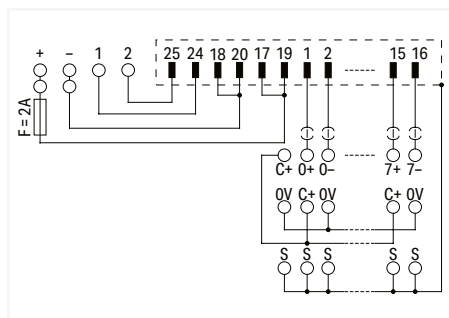 + – 1 2 25 24 18 20 17 19 1 2 15 16
F = 2A
C+ 0+ 0– 7+ 7–
0V C+ 0V C+ 0V
S S S S S